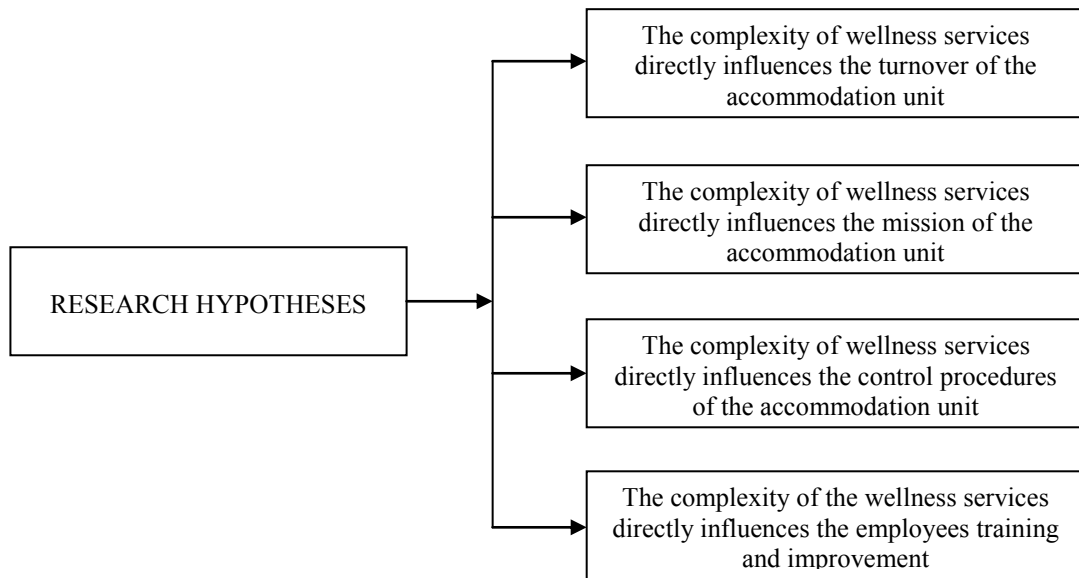 The complexity of wellness services
directly influences the turnover of the
accommodation unit
The complexity of wellness services
directly influences the mission of the
accommodation unit
RESEARCH HYPOTHESES
The complexity of wellness services
directly influences the control procedures
of the accommodation unit
The complexity of the wellness services
directly influences the employees training
and improvement